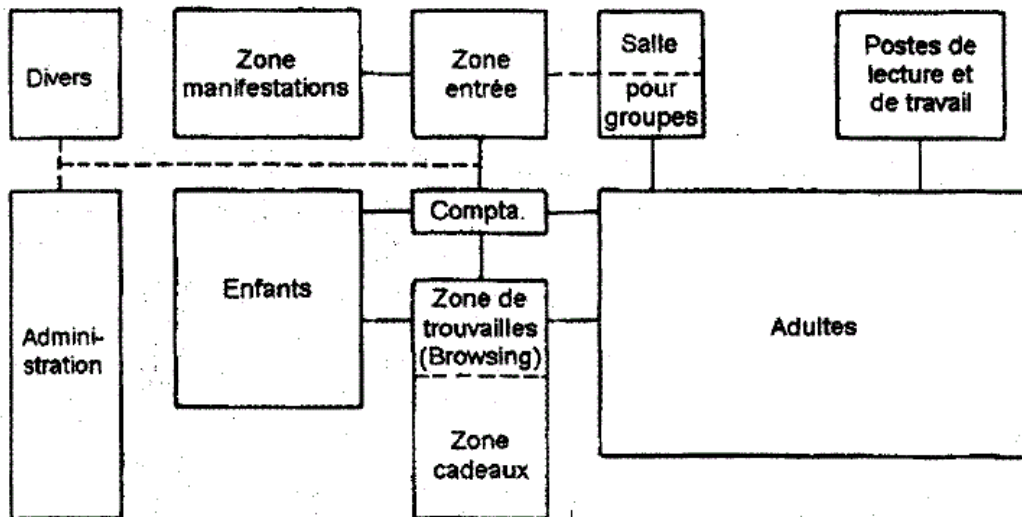 Divers
Zone
manifestations
Zone
entrée
Salle
pour
groupes
Postes de
lecture et
de travail
Compta.
Enfants
Zone de
trouvailles
(Browsing)
Adultes
Admini-
stration
Zone
cadeaux